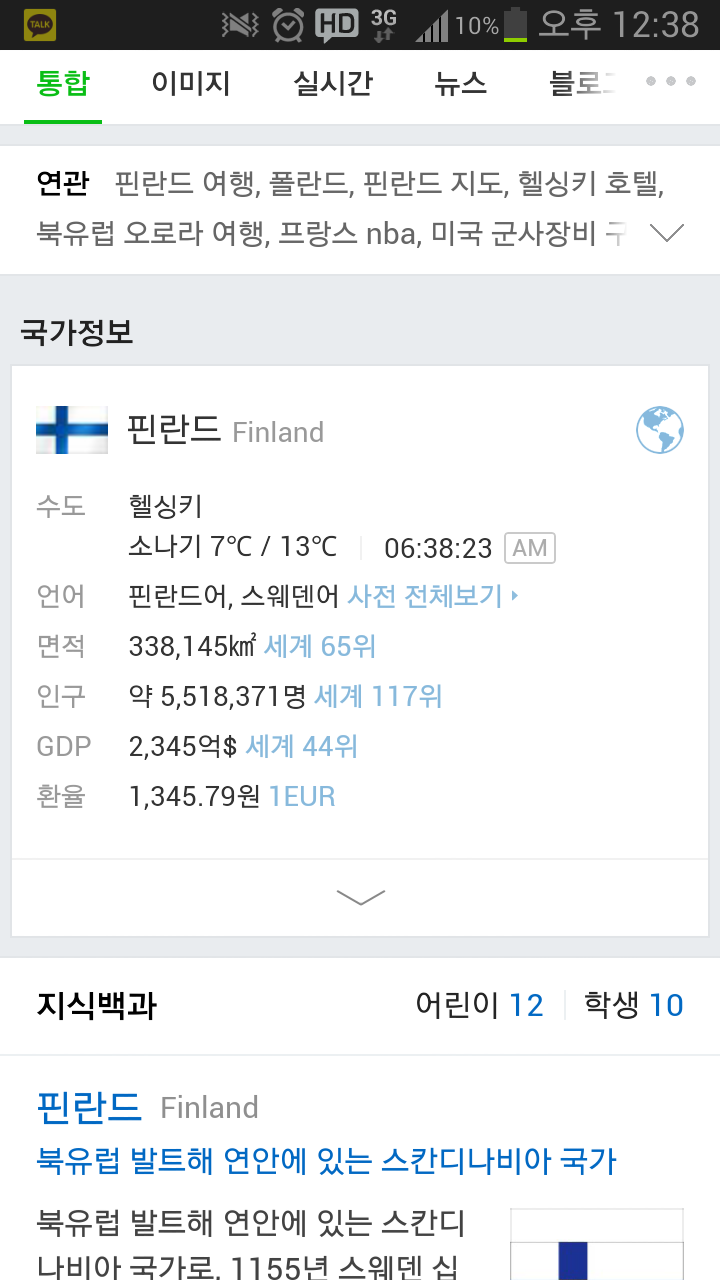 TALK HD 3G 10% 오후 12:38
통합 이미지 실시간 뉴스 블로그
연관 핀란드 여행, 폴란드, 핀란드 지도, 헬싱키 호텔,
북유럽 오로라 여행, 프랑스 nba, 미국 군사장비
국가정보
핀란드 Finland
수도 헬싱키
소나기 7℃ / 13℃ 06:38:23 AM
언어 핀란드어, 스웨덴어 사전 전체보기
면적 338,145㎢ 세계 65위
인구 약 5,518,371명 세계 117위
GDP 2,345억$ 세계 44위
환율 1,345.79원 1EUR
지식백과 어린이 12 학생 10
핀란드 Finland
북유럽 발트해 연안에 있는 스칸디나비아 국가
북유럽 발트해 연안에 있는 스칸디
나비아 국가로, 1155년 스웨덴 십